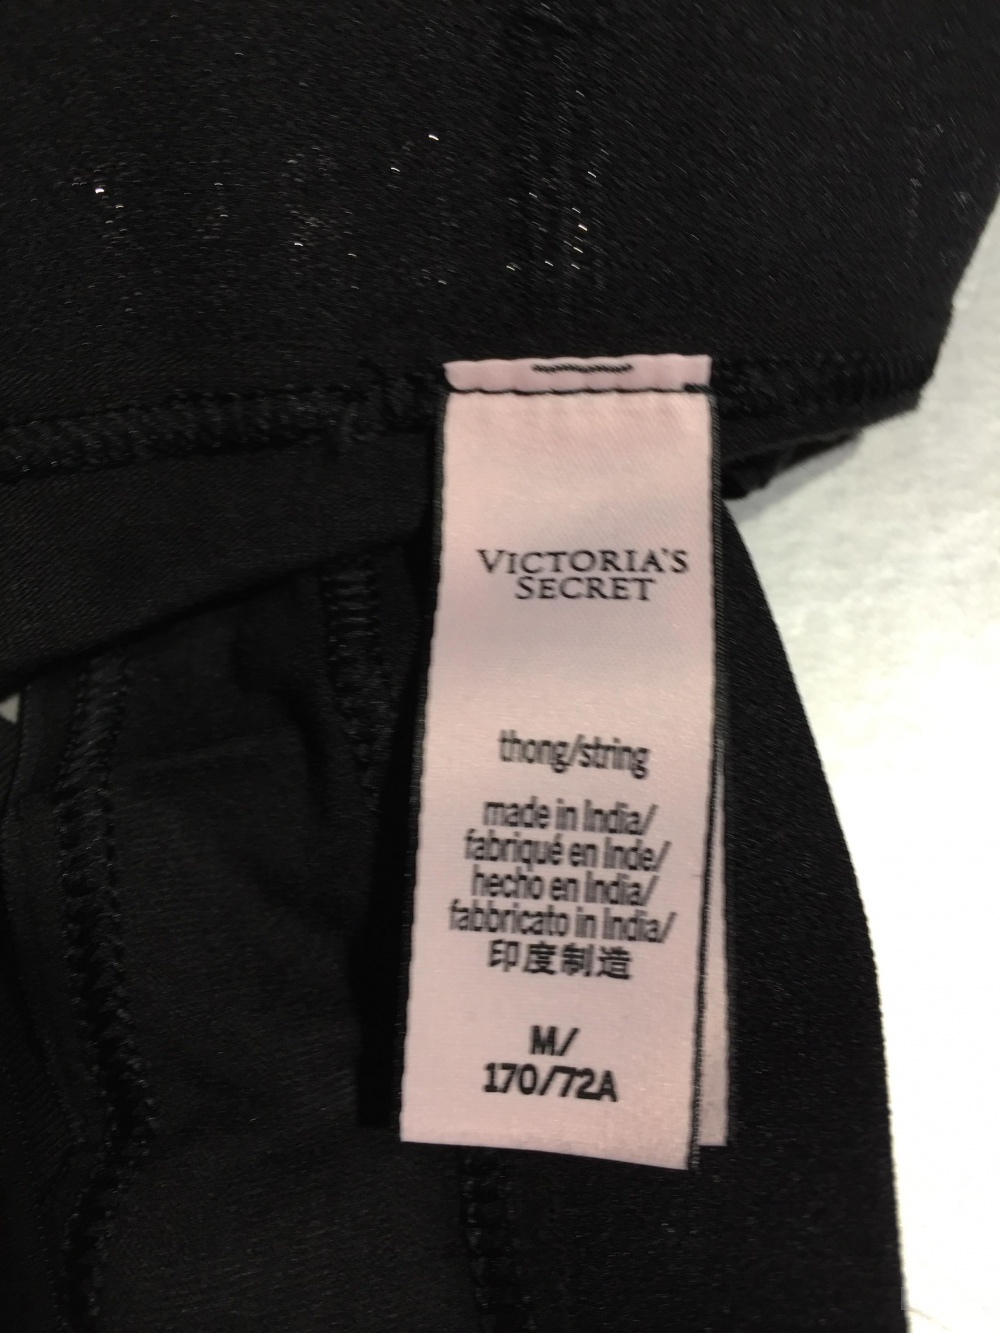 VICTORIA'S
SECRET
thong/string
made in India/
fabriqué en Inde/
hecho en India/
fabbricato in India/
印度制造
M/
170/72A